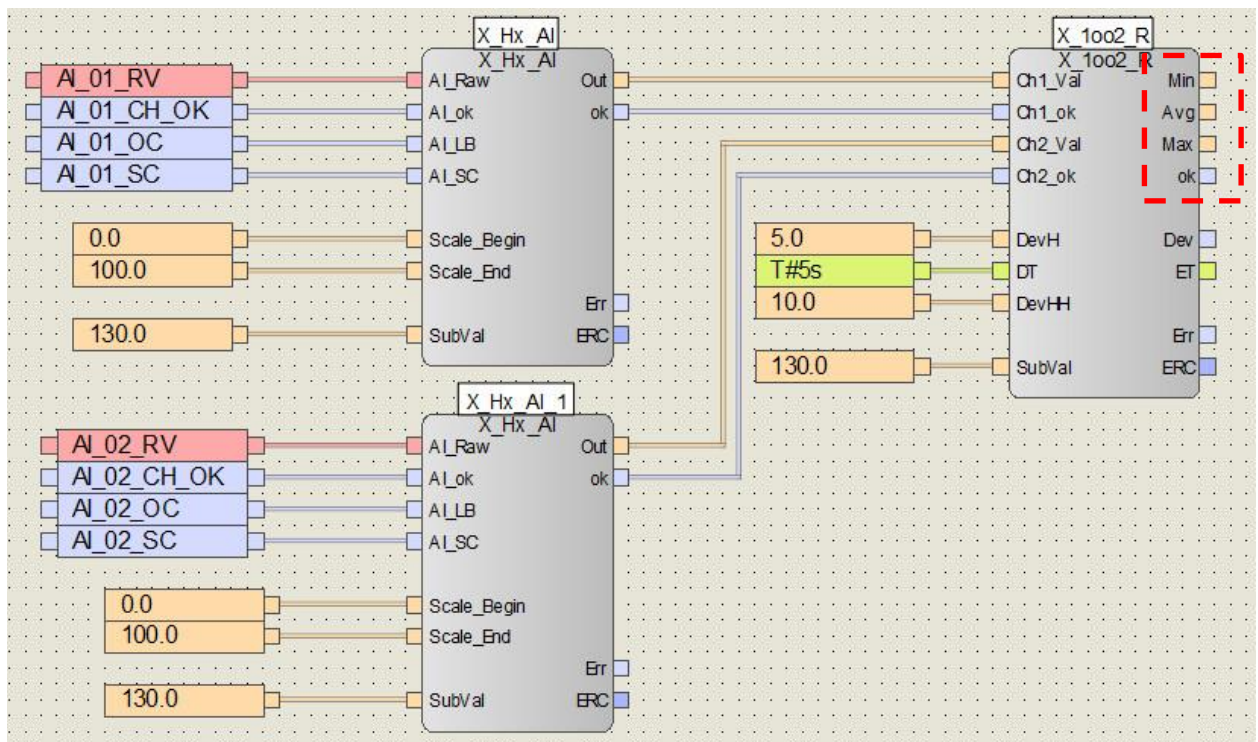 X_Hx_AI
X_Hx_AI
AI_01_RV AI_Raw Out
AI_01_CH_OK AI_ok ok
AI_01_OC AI_LB
AI_01_SC AI_SC
0.0 Scale_Begin
100.0 Scale_End
Err
130.0 SubVal ERC
X_1oo2_R
X_1oo2_R
Ch1_Val Min
Ch1_ok Avg
Ch2_Val Max
Ch2_ok ok
5.0 DevH Dev
T#5s DT ET
10.0 DevHH
Err
130.0 SubVal ERC
X_Hx_AI_1
X_Hx_AI
AI_02_RV AI_Raw Out
AI_02_CH_OK AI_ok ok
AI_02_OC AI_LB
AI_02_SC AI_SC
0.0 Scale_Begin
100.0 Scale_End
Err
130.0 SubVal ERC